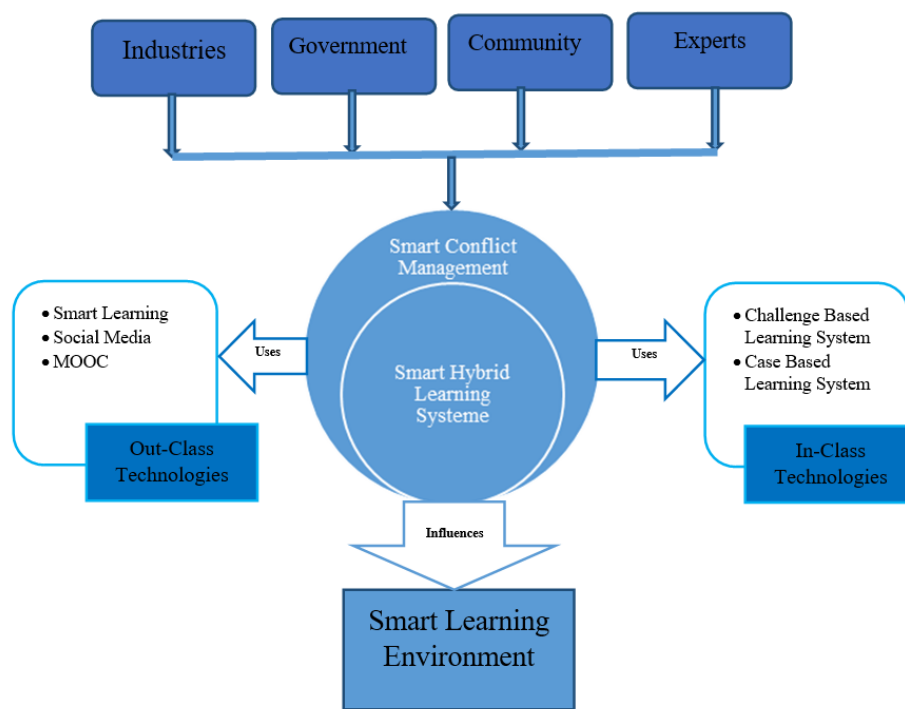 Industries
Government
Community
Experts
Smart Conflict
Management
• Smart Learning
• Social Media
• MOOC
Uses
Smart Hybrid
Learning
Systeme
Uses
• Challenge Based
Learning System
• Case Based
Learning System
Out-Class
Technologies
In-Class
Technologies
Influences
Smart Learning
Environment